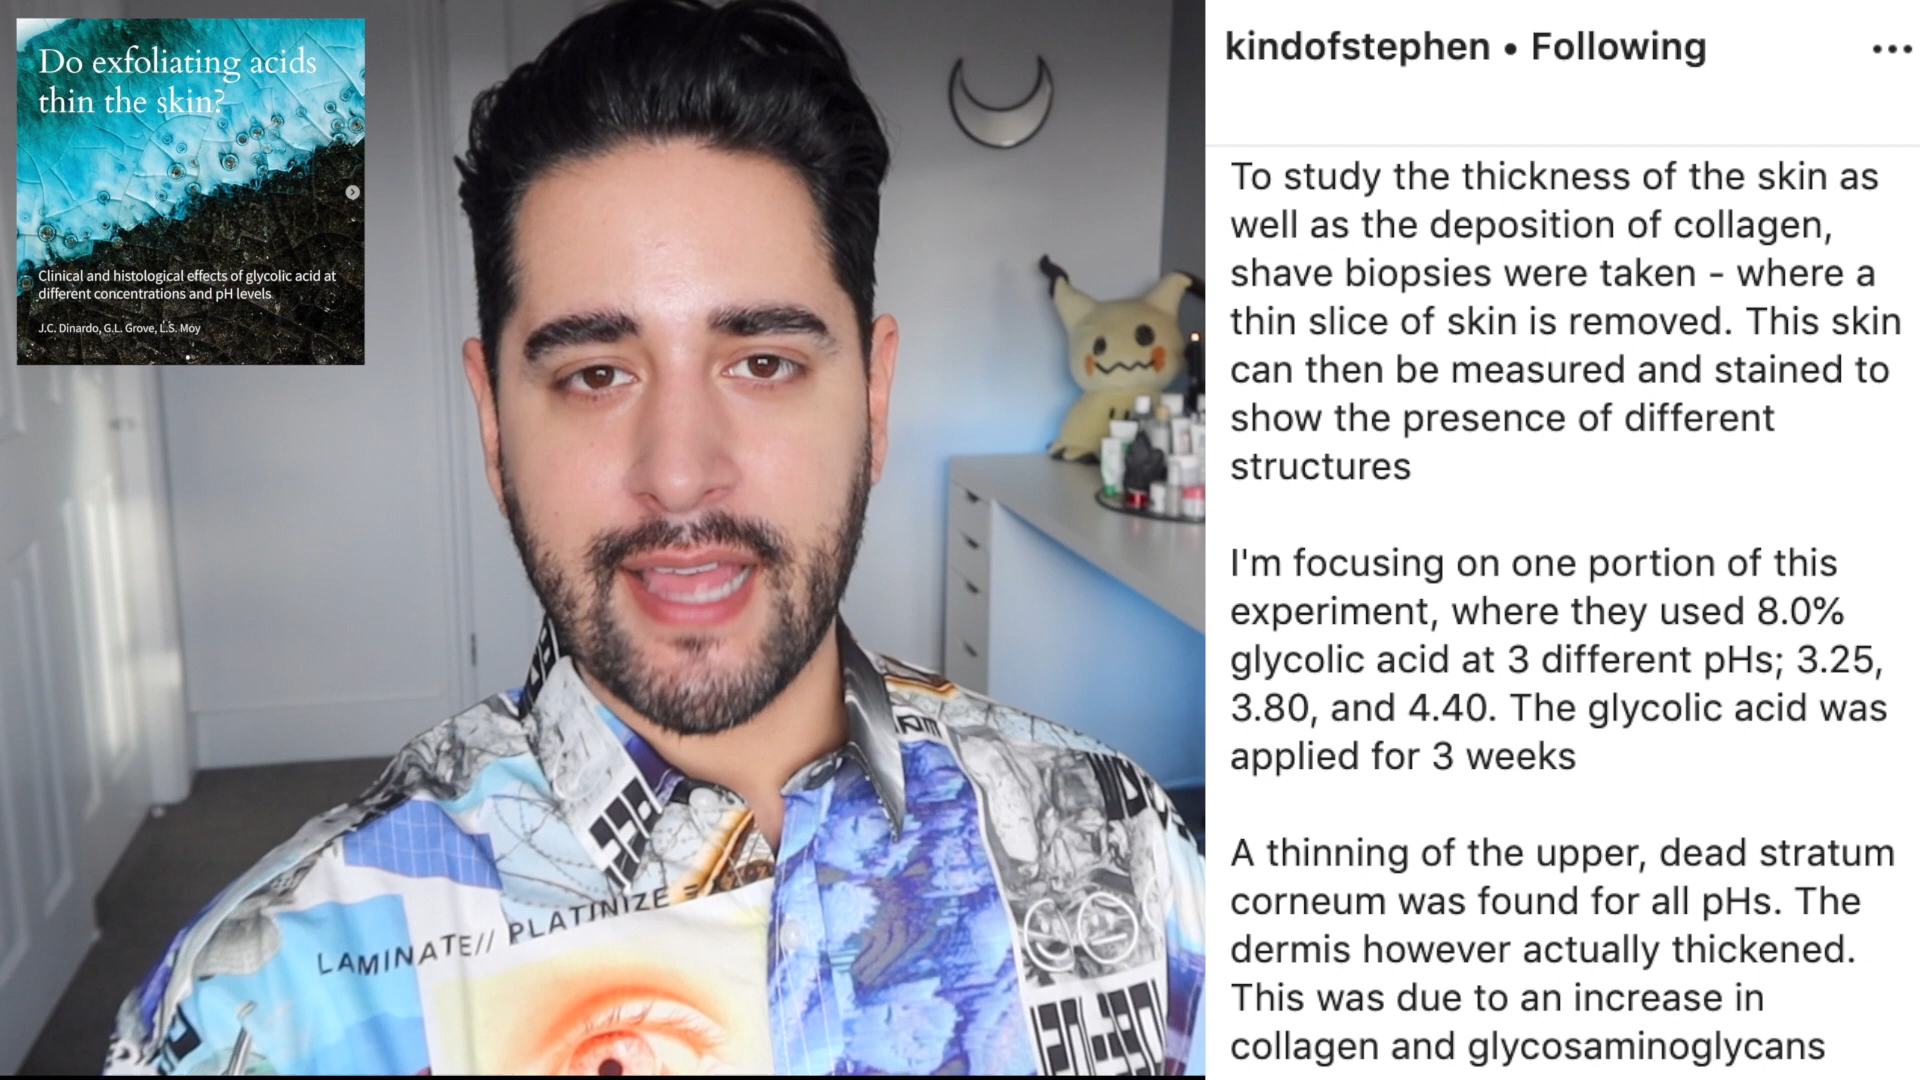 Do exfoliating acids
thin the skin?
Clinical and histological effects of glycolic acid at
different concentrations and pH levels
J.C. Dinardo, G.L. Grove, L.S. Moy
LAMINATE// PLATINIZE
kindofstephen • Following
To study the thickness of the skin as
well as the deposition of collagen,
shave biopsies were taken - where a
thin slice of skin is removed. This skin
can then be measured and stained to
show the presence of different
structures
I'm focusing on one portion of this
experiment, where they used 8.0%
glycolic acid at 3 different pHs; 3.25,
3.80, and 4.40. The glycolic acid was
applied for 3 weeks
A thinning of the upper, dead stratum
corneum was found for all pHs. The
dermis however actually thickened.
This was due to an increase in
collagen and glycosaminoglycans